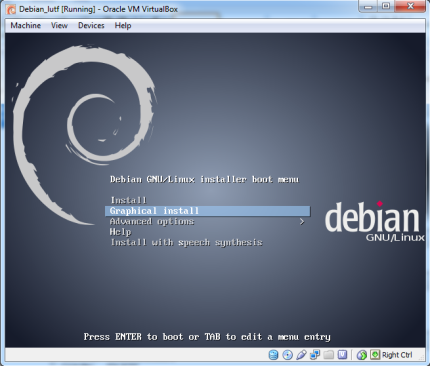 Debian_lutf [Running] - Oracle VM VirtualBox
Machine View Devices Help
Debian GNU/Linux installer boot menu
Install
Graphical install
Advanced options >
Help
Install with speech synthesis
debian
GNU/Linux
Press ENTER to boot or TAB to edit a menu entry
Right Ctrl